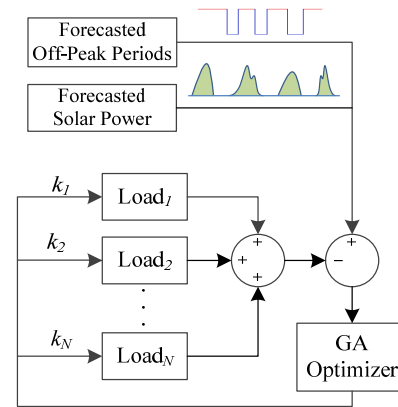 Forecasted
Off-Peak Periods
Forecasted
Solar Power
k1
Load1
k2
Load2
+
+
+
+
−
.
.
.
kN
LoadN
GA
Optimizer